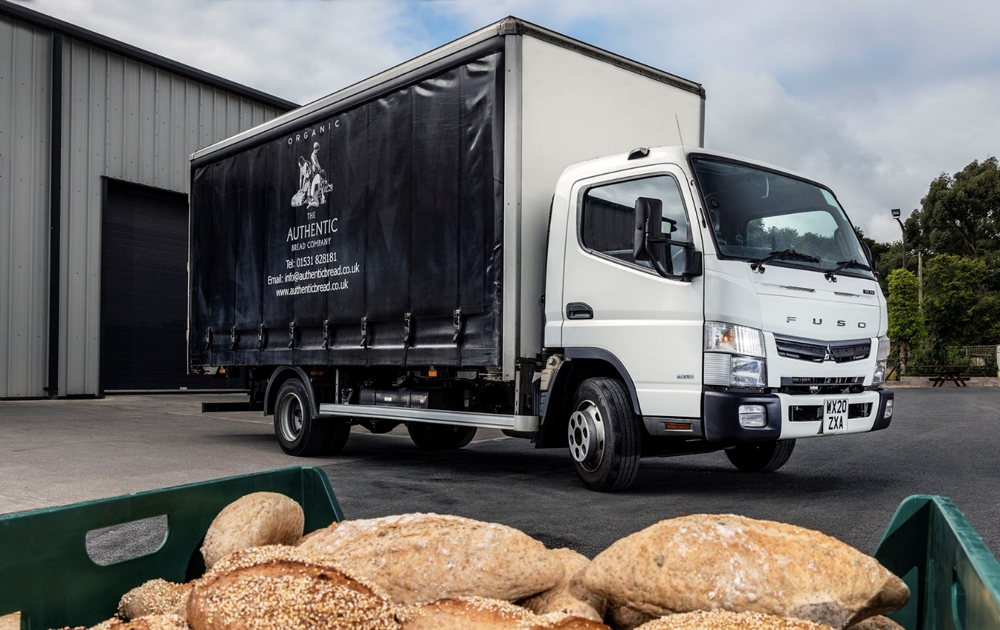 ORGANIC
THE
AUTHENTIC
BREAD COMPANY
Tel: 01531 828181
Email: info@authenticbread.co.uk
www.authenticbread.co.uk
FUSO
Canter
WX20
ZXA